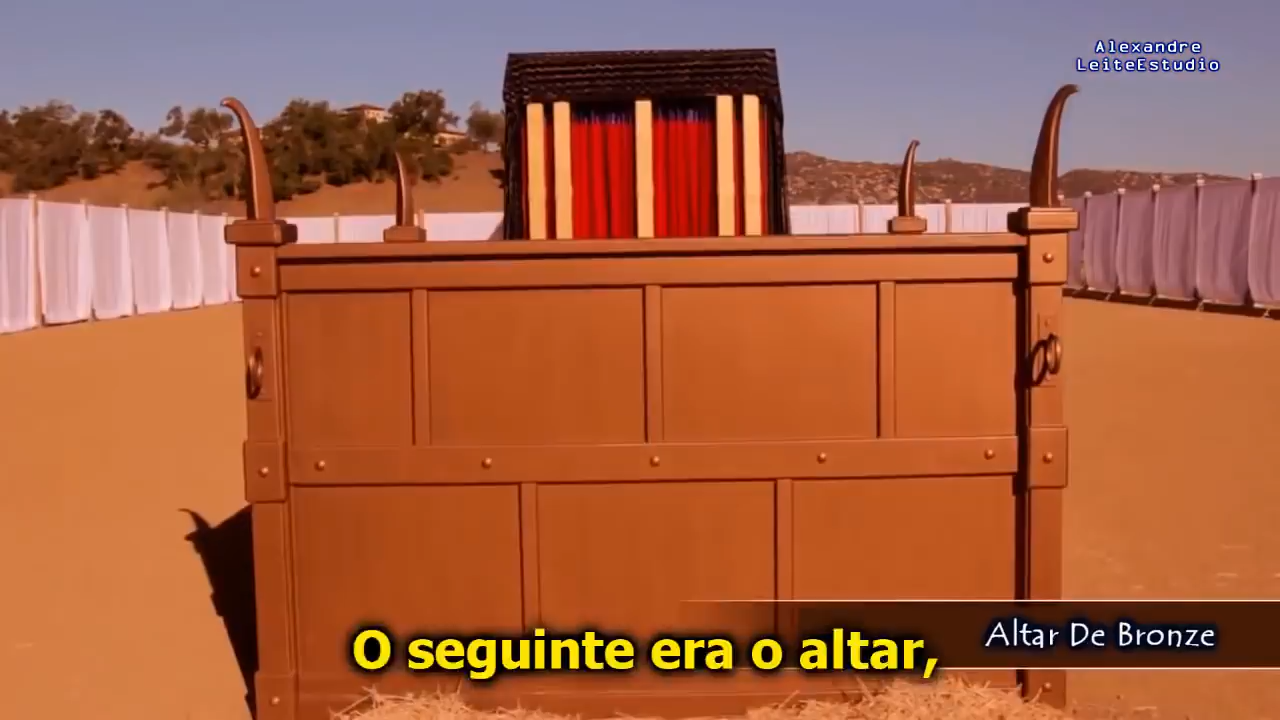 Alexandre
LeiteEstudio
Altar De Bronze
O seguinte era o altar,